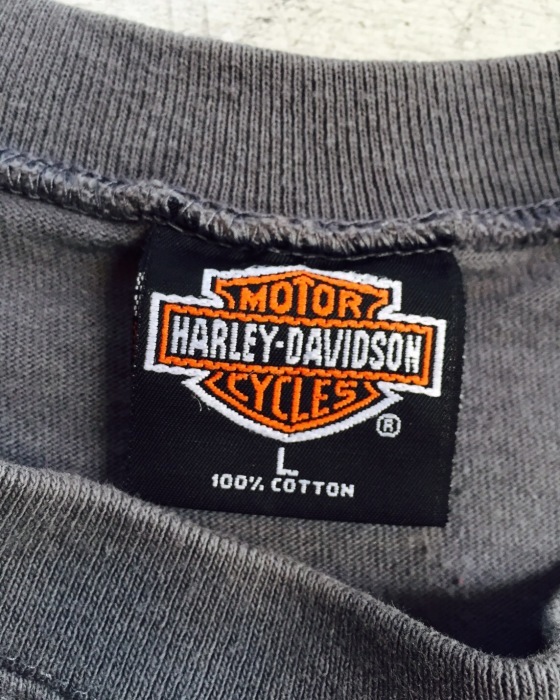 MOTOR
HARLEY-DAVIDSON
CYCLES
®
L
100% COTTON